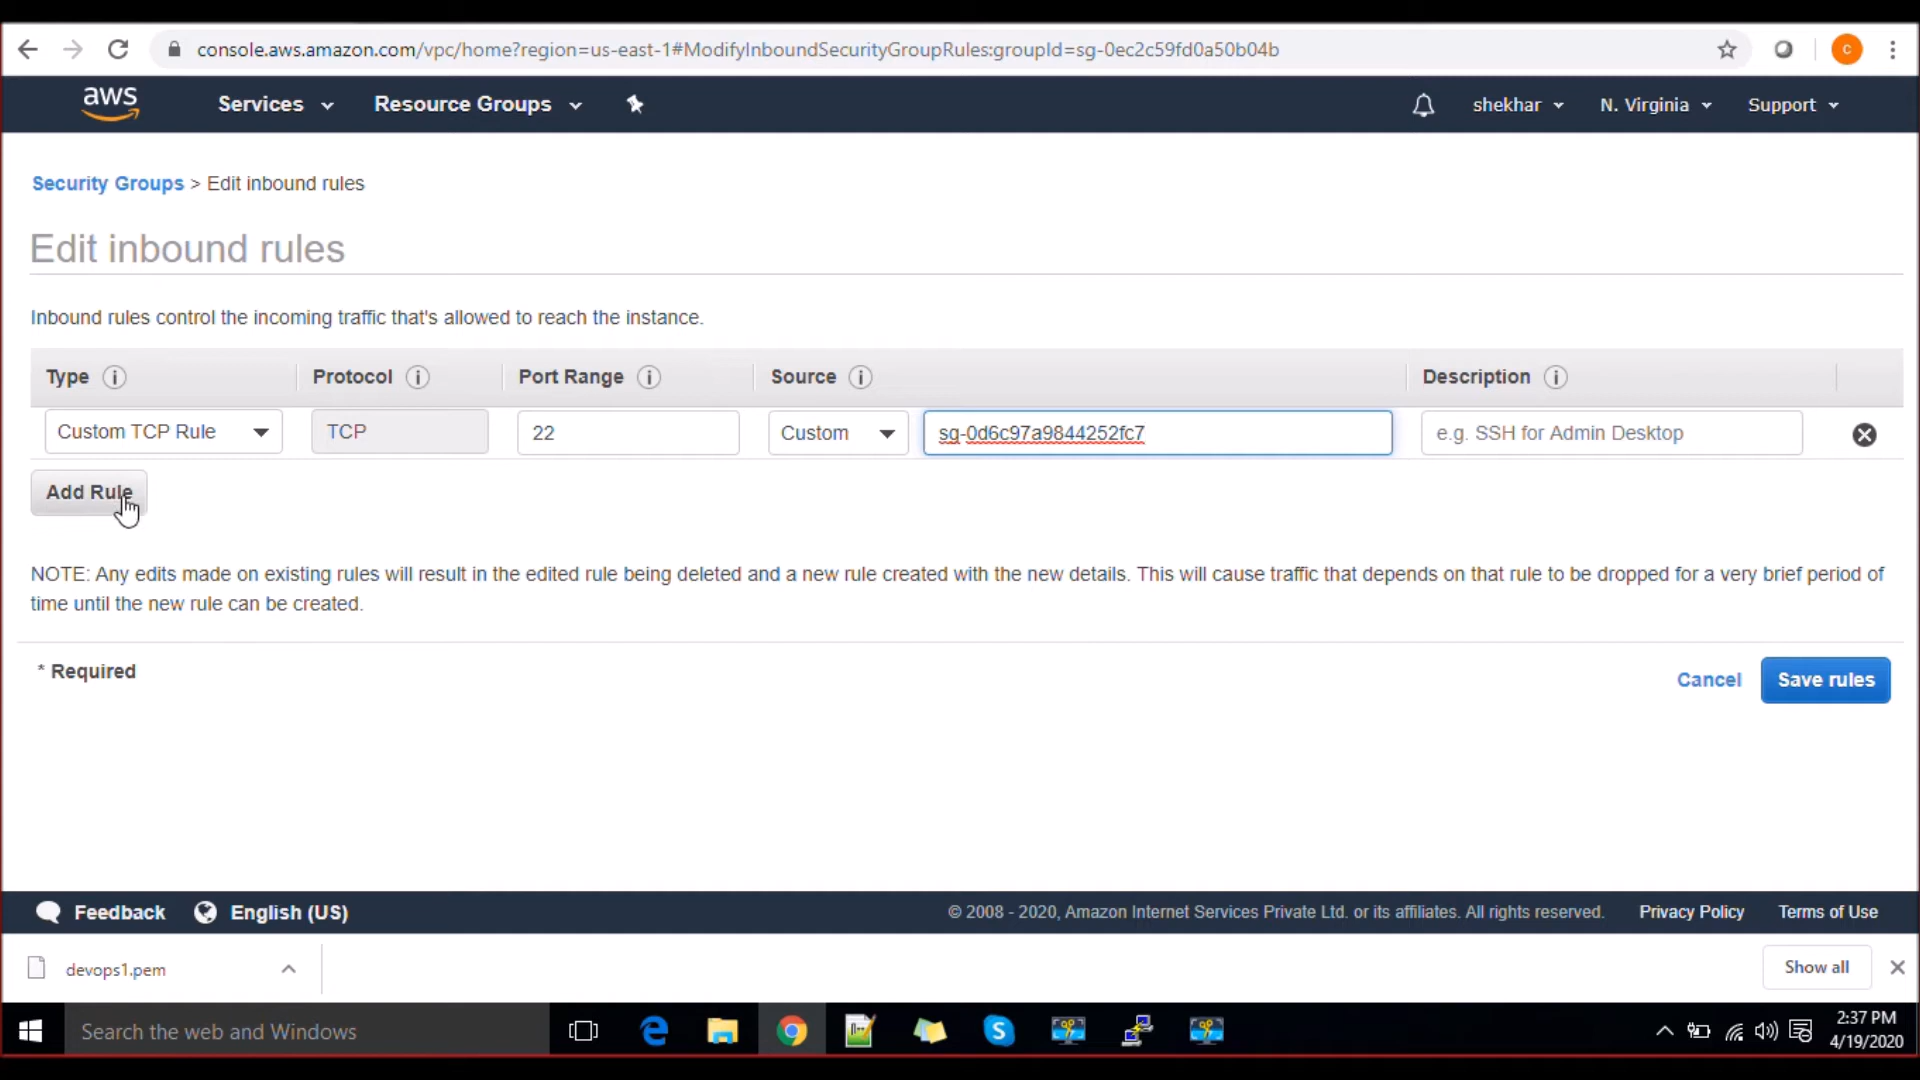 console.aws.amazon.com/vpc/home?region=us-east-1#ModifyInboundSecurityGroupRules:groupId=sg-0ec2c59fd0a50b04b
C
aws Services Resource Groups shekhar N. Virginia Support
Security Groups > Edit inbound rules
Edit inbound rules
Inbound rules control the incoming traffic that's allowed to reach the instance.
Type Protocol Port Range Source Description
Custom TCP Rule TCP 22 Custom sg-0d6c97a9844252fc7 e.g. SSH for Admin Desktop
Add Rule
NOTE: Any edits made on existing rules will result in the edited rule being deleted and a new rule created with the new details. This will cause traffic that depends on that rule to be dropped for a very brief period of
time until the new rule can be created.
* Required
Cancel Save rules
Feedback English (US) © 2008 - 2020, Amazon Internet Services Private Ltd. or its affiliates. All rights reserved. Privacy Policy Terms of Use
devops1.pem Show all
Search the web and Windows
2:37 PM
4/19/2020